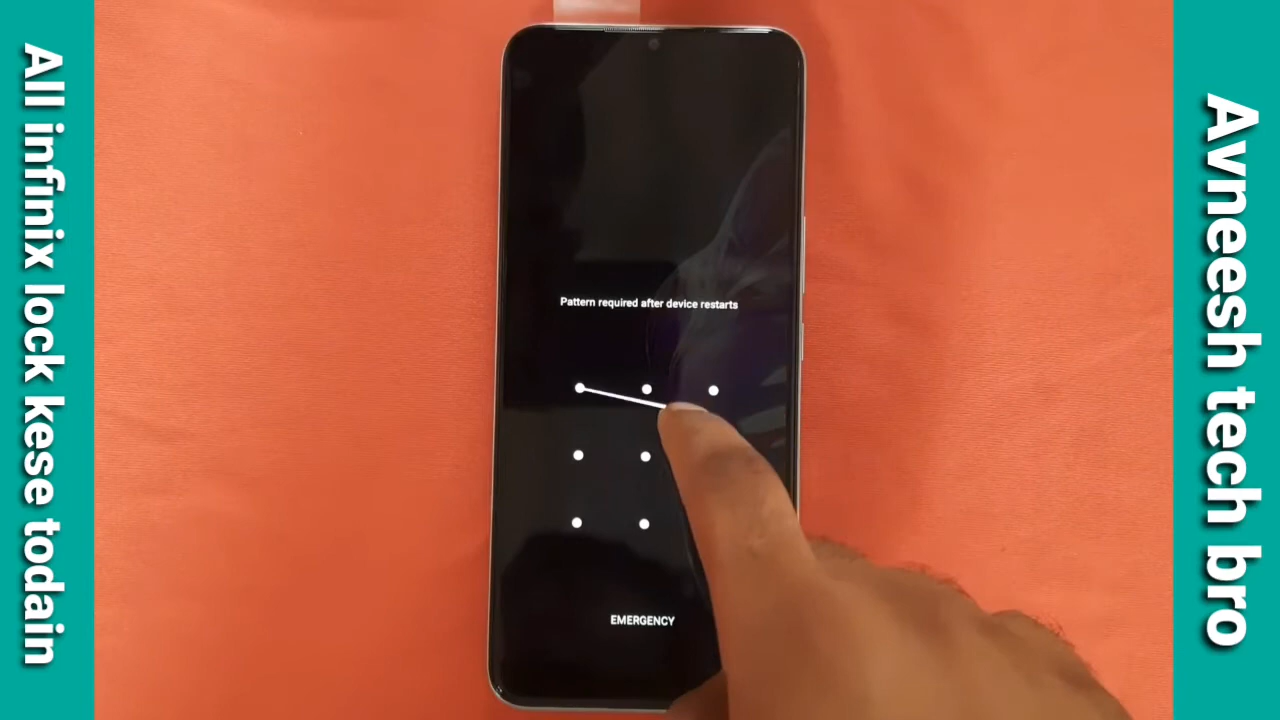 All infinix lock kese todain
Pattern required after device restarts
EMERGENCY
Avneesh tech bro